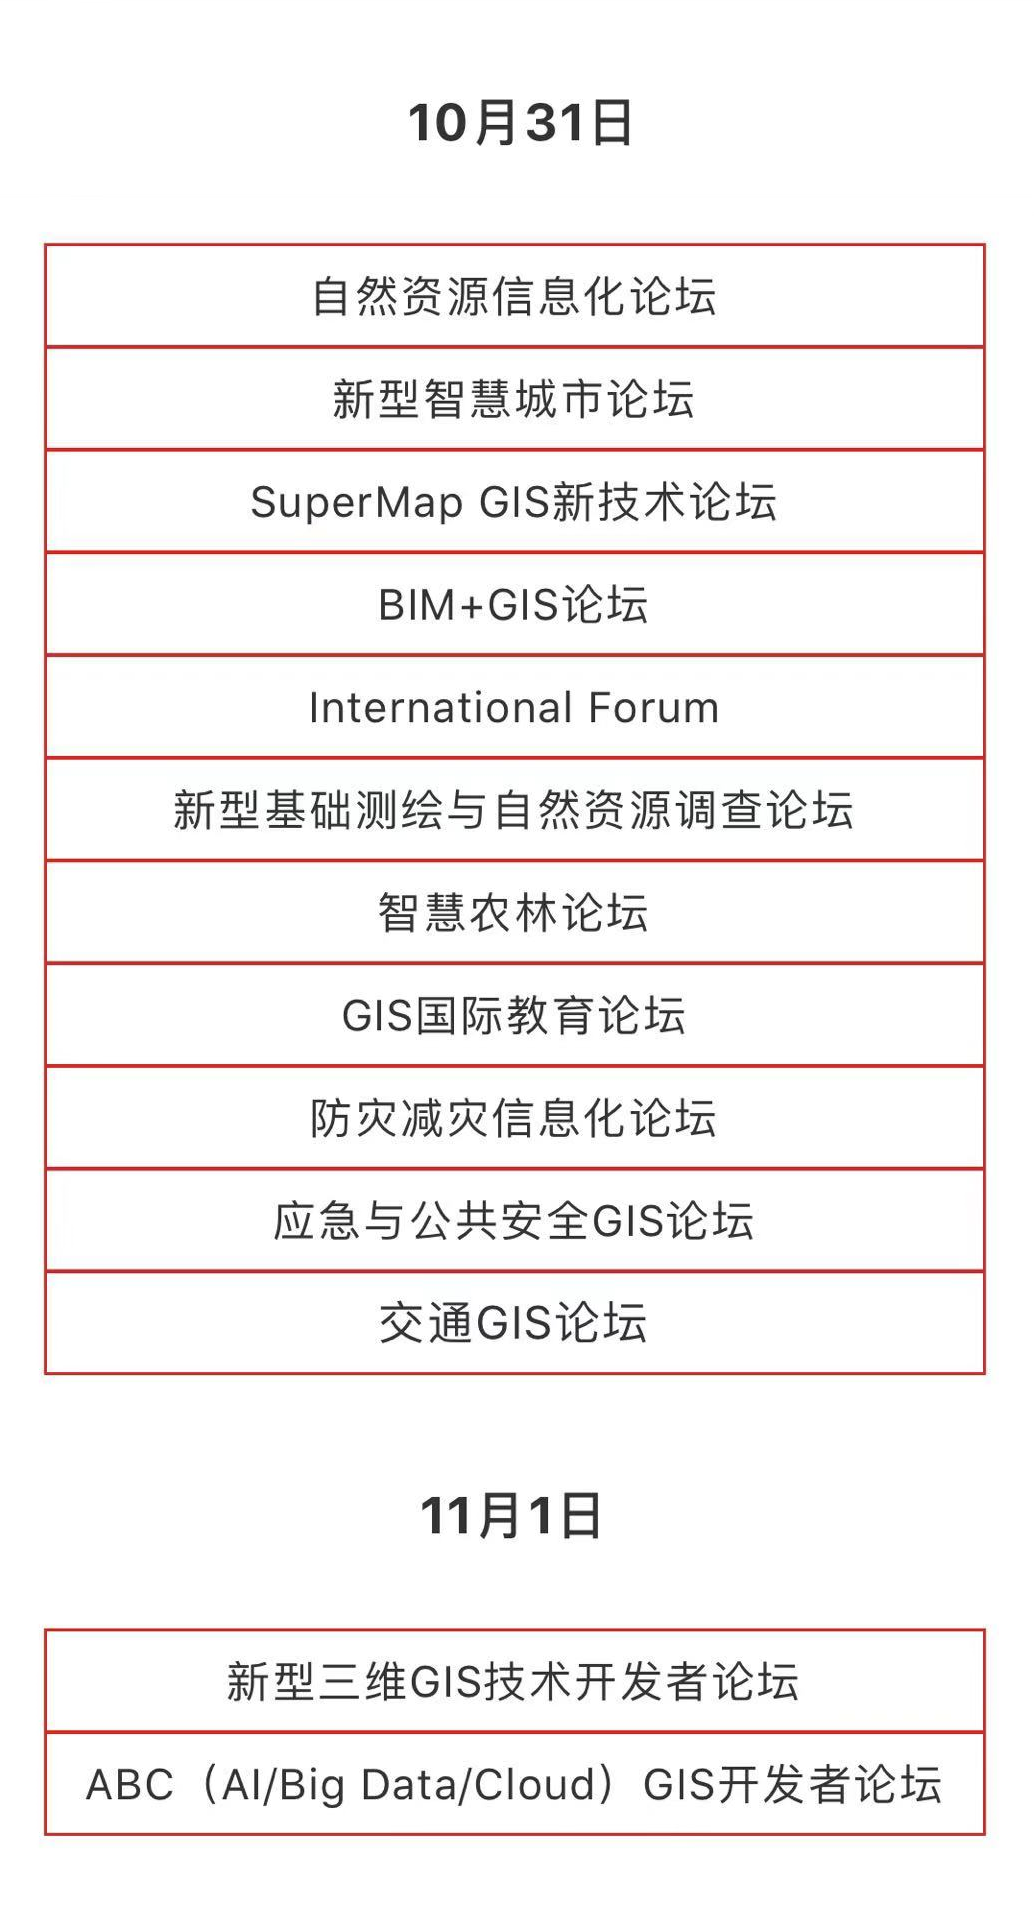 10月31日
自然资源信息化论坛
新型智慧城市论坛
SuperMap GIS新技术论坛
BIM+GIS论坛
International Forum
新型基础测绘与自然资源调查论坛
智慧农林论坛
GIS国际教育论坛
防灾减灾信息化论坛
应急与公共安全GIS论坛
交通GIS论坛
11月1日
新型三维GIS技术开发者论坛
ABC（AI/Big Data/Cloud）GIS开发者论坛